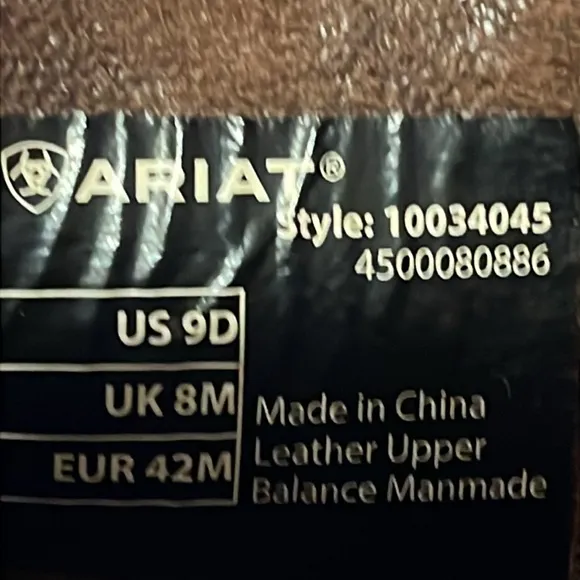 ARIAT®
Style: 10034045
4500080886
US 9D
UK 8M
EUR 42M
Made in China
Leather Upper
Balance Manmade